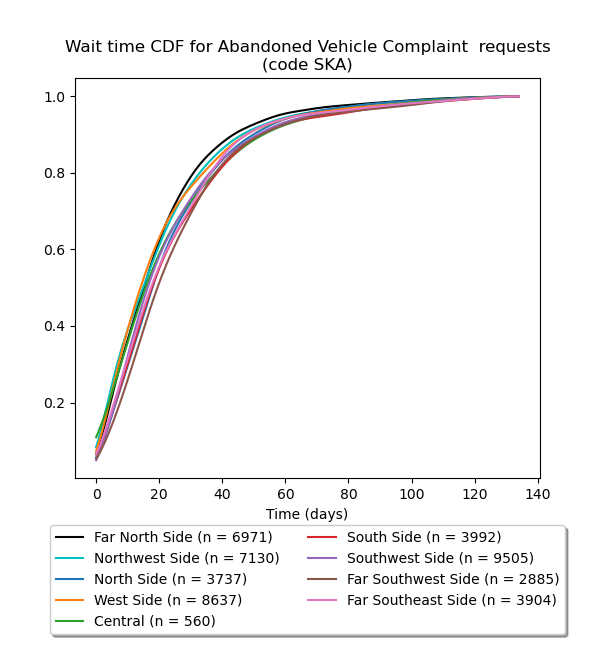 Wait time CDF for Abandoned Vehicle Complaint  requests
(code SKA)
1.0
0.8
0.6
0.4
0.2
0 20 40 60 80 100 120 140
Time (days)
Far North Side (n = 6971)
Northwest Side (n = 7130)
North Side (n = 3737)
West Side (n = 8637)
Central (n = 560)
South Side (n = 3992)
Southwest Side (n = 9505)
Far Southwest Side (n = 2885)
Far Southeast Side (n = 3904)